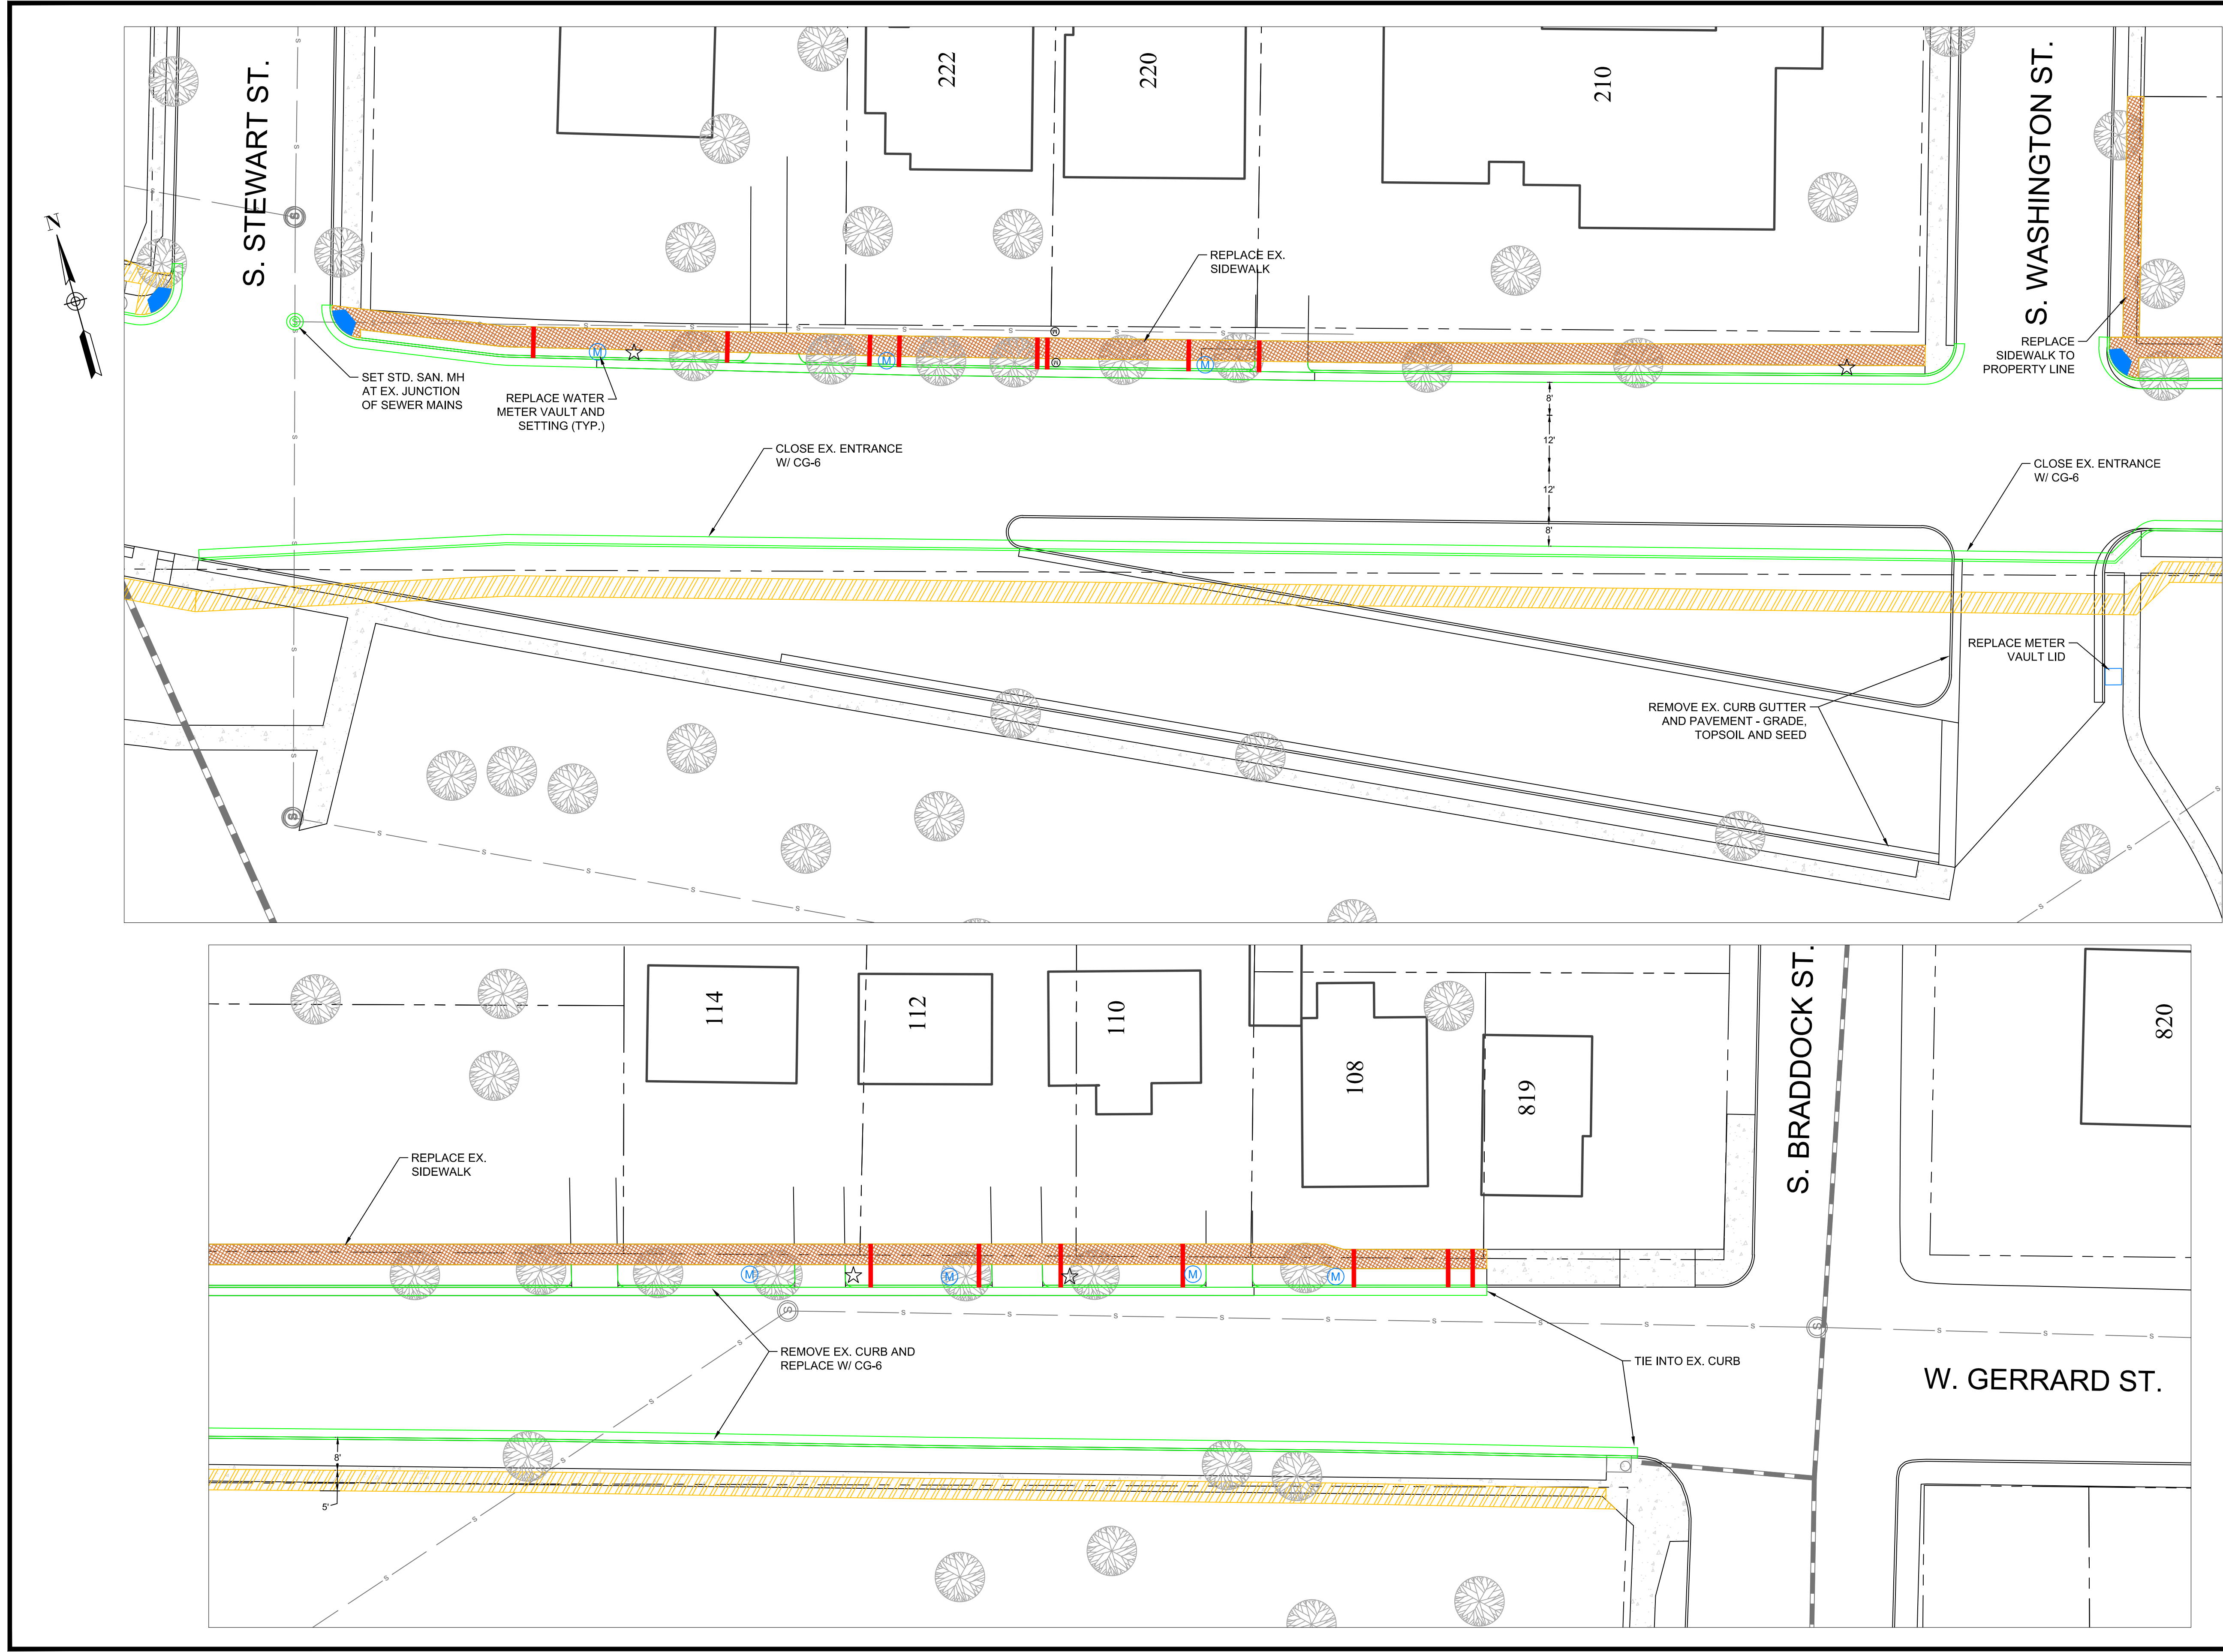 N
S. STEWART ST.
222
220
210
S. WASHINGTON ST.
REPLACE EX.
SIDEWALK
REPLACE
SIDEWALK TO
PROPERTY LINE
SET STD. SAN. MH
AT EX. JUNCTION
OF SEWER MAINS
REPLACE WATER
METER VAULT AND
SETTING (TYP.)
M
M
M
8'
12'
12'
8'
CLOSE EX. ENTRANCE
W/ CG-6
CLOSE EX. ENTRANCE
W/ CG-6
REPLACE METER
VAULT LID
REMOVE EX. CURB GUTTER
AND PAVEMENT - GRADE,
TOPSOIL AND SEED
S
S
S
S
S
S
114
112
110
108
819
S. BRADDOCK ST.
820
REPLACE EX.
SIDEWALK
M
M
M
M
S
S
S
S
S
S
REMOVE EX. CURB AND
REPLACE W/ CG-6
TIE INTO EX. CURB
W. GERRARD ST.
8'
5'